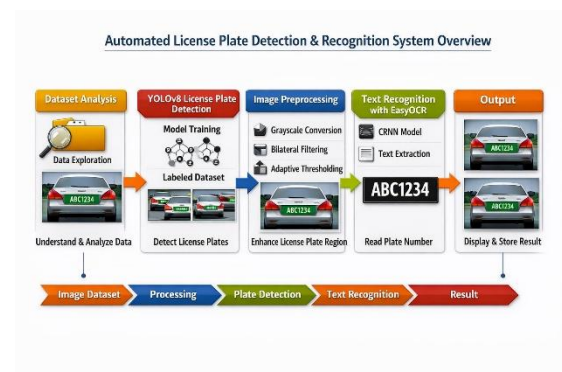 Automated License Plate Detection & Recognition System Overview
Dataset Analysis
Data Exploration
ABC1234
Understand & Analyze Data
YOLOv8 License Plate
Detection
Model Training
Labeled Dataset
Detect License Plates
Image Preprocessing
Grayscale Conversion
Bilateral Filtering
Adaptive Thresholding
ABC1234
Enhance License Plate Region
Text Recognition
with EasyOCR
CRNN Model
Text Extraction
ABC1234
Read Plate Number
Output
ABC1234
ABC1234
Display & Store Result
Image Dataset
Processing
Plate Detection
Text Recognition
Result